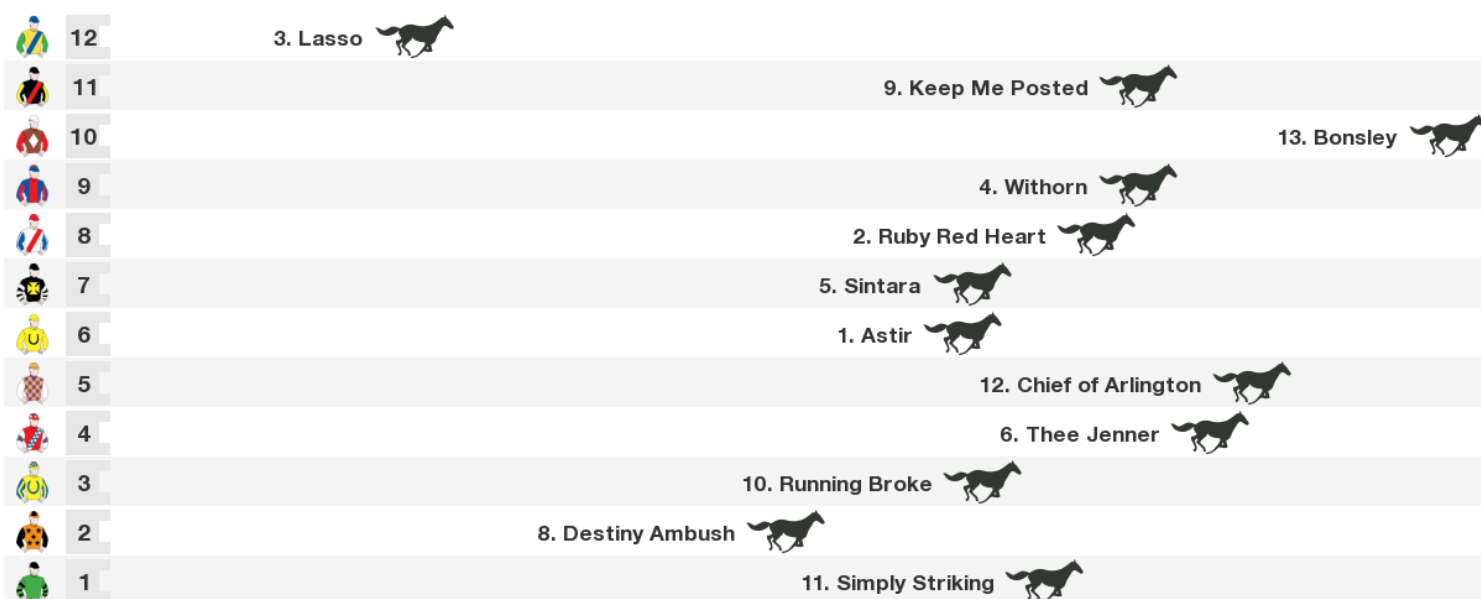 12 3. Lasso
11 9. Keep Me Posted
10 13. Bonsley
9 4. Withorn
8 2. Ruby Red Heart
7 5. Sintara
6 1. Astir
5 12. Chief of Arlington
4 6. Thee Jenner
3 10. Running Broke
2 8. Destiny Ambush
1 11. Simply Striking